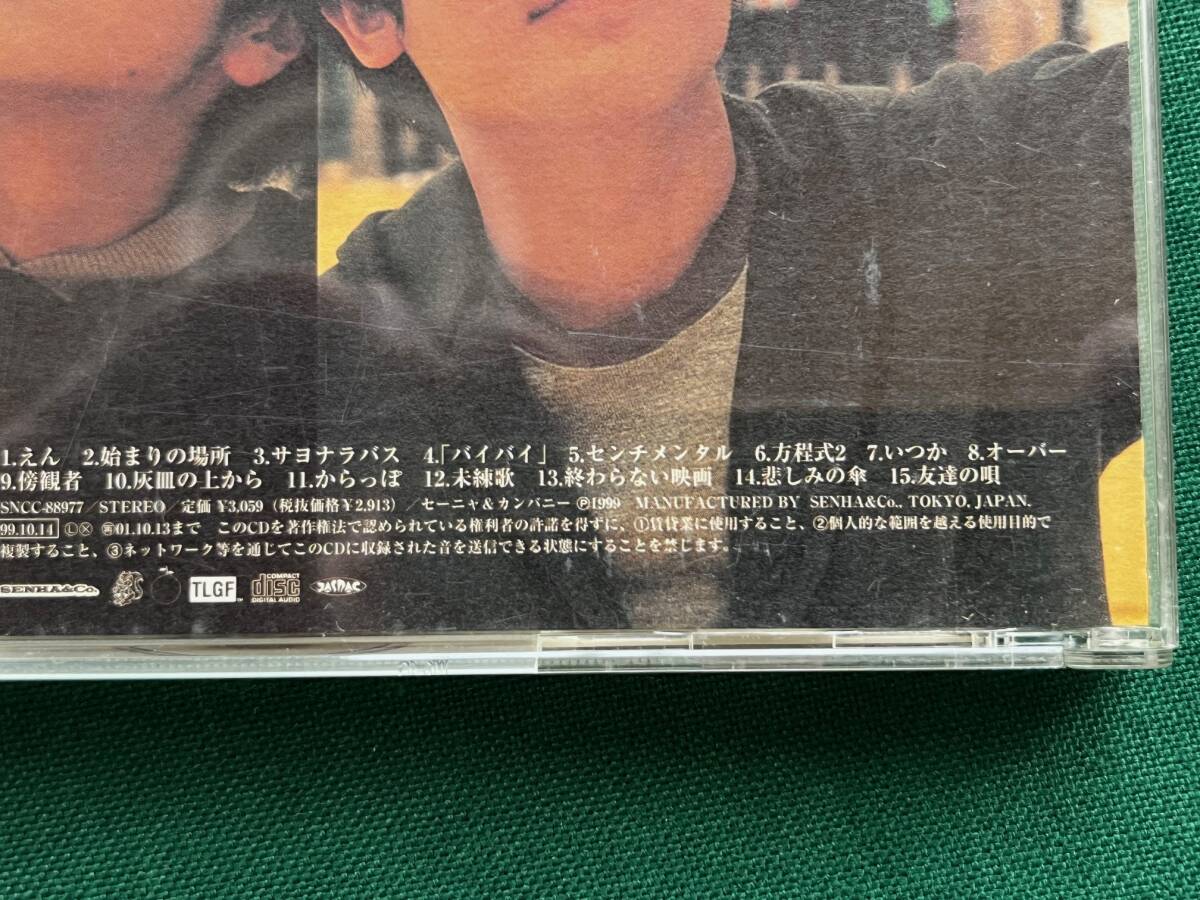 1.えん 2.始まりの場所 3.サヨナラバス 4.「バイバイ」 5.センチメンタル 6.方程式2 7.いつか 8.オーバー
9.傍観者 10.灰皿の上から 11.からっぽ 12.未練歌 13.終わらない映画 14.悲しみの傘 15.友達の唄
SNCC-88977/STEREO/定価 ¥3,059 (税抜価格¥2,913) /セーニャ&カンパニー ℗1999 MANUFACTURED BY SENHA&Co., TOKYO, JAPAN.
99.10.14 Ⓛ Ⓧ 01.10.13まで このCDを著作権法で認められている権利者の許諾を得ずに、①賃貸業に使用すること、②個人的な範囲を越える使用目的で
複製すること、③ネットワーク等を通じてこのCDに収録された音を送信できる状態にすることを禁じます。
SENHA&Co. TLGF COMPACT disc DIGITAL AUDIO JASRAC